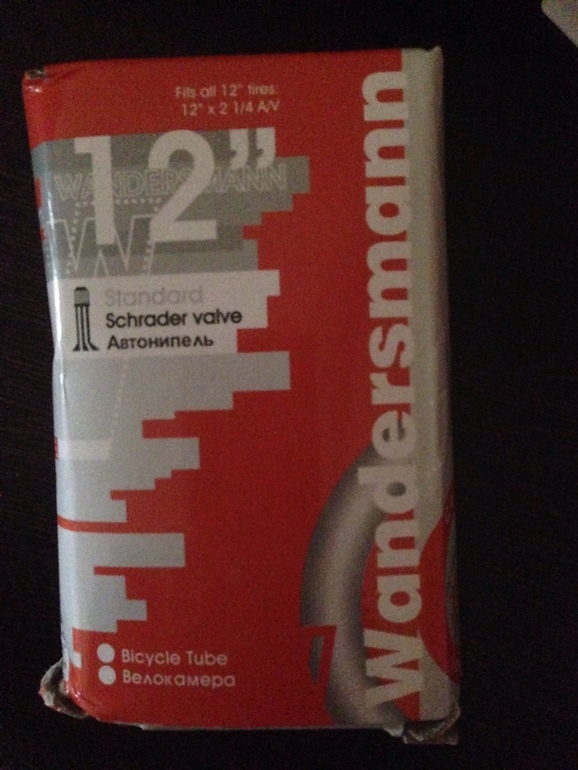 Fits all 12" tires:
12" x 2 1/4 A/V
12”
WANDERSMANN
W
Standard
Schrader valve
Автонипель
Wandersmann
Bicycle Tube
Велокамера